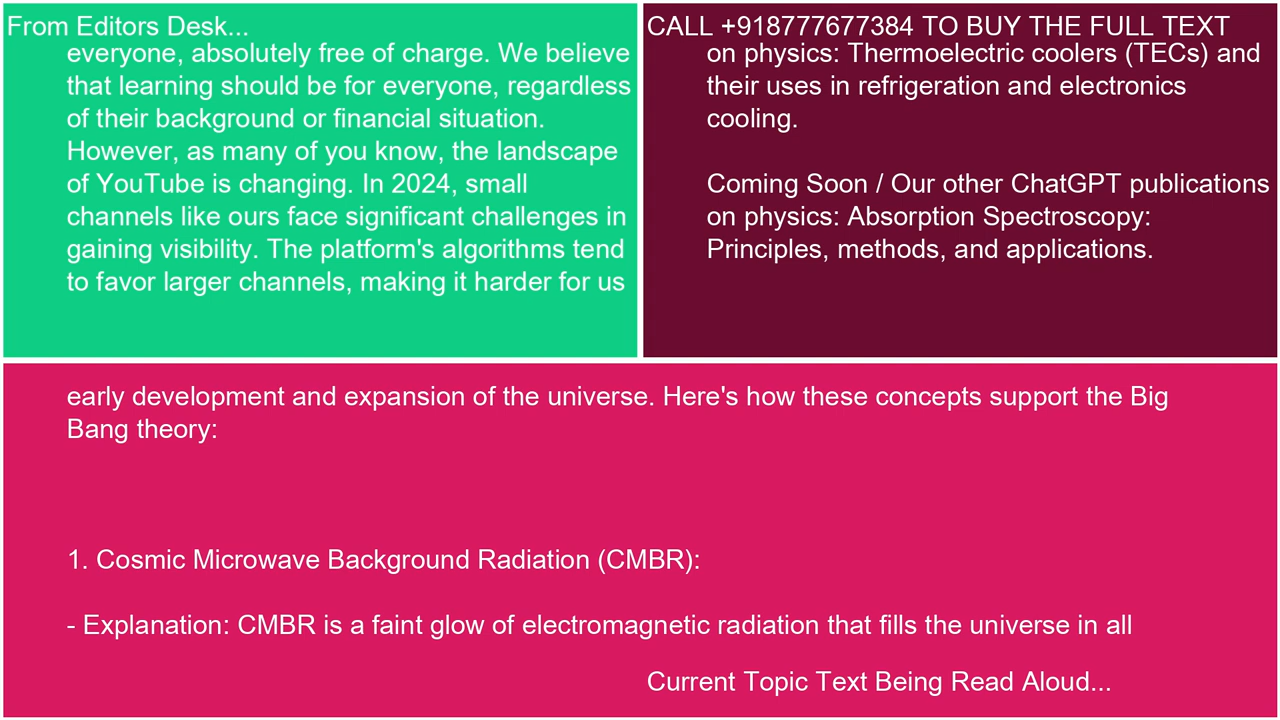 From Editors Desk...
everyone, absolutely free of charge. We believe
that learning should be for everyone, regardless
of their background or financial situation.
However, as many of you know, the landscape
of YouTube is changing. In 2024, small
channels like ours face significant challenges in
gaining visibility. The platform's algorithms tend
to favor larger channels, making it harder for us
CALL +918777677384 TO BUY THE FULL TEXT
on physics: Thermoelectric coolers (TECs) and
their uses in refrigeration and electronics
cooling.
Coming Soon / Our other ChatGPT publications
on physics: Absorption Spectroscopy:
Principles, methods, and applications.
early development and expansion of the universe. Here's how these concepts support the Big
Bang theory:
1. Cosmic Microwave Background Radiation (CMBR):
- Explanation: CMBR is a faint glow of electromagnetic radiation that fills the universe in all
Current Topic Text Being Read Aloud...